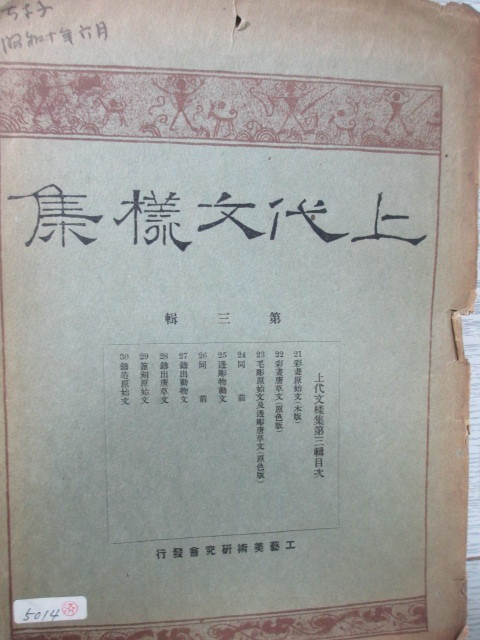 昭和十年六月
上代文様集
第三輯
上代文様集第三輯目次
21 彩畫原始文(木版)
22 彩畫唐草文(原色版)
23 毛彫原始文及透彫唐草文(原色版)
24 同前
25 透彫物動文
26 同前
27 鑄出動物文
28 鑄出唐草文
29 篦刻原始文
30 鑄造原始文
工藝美術研究會發行
5014